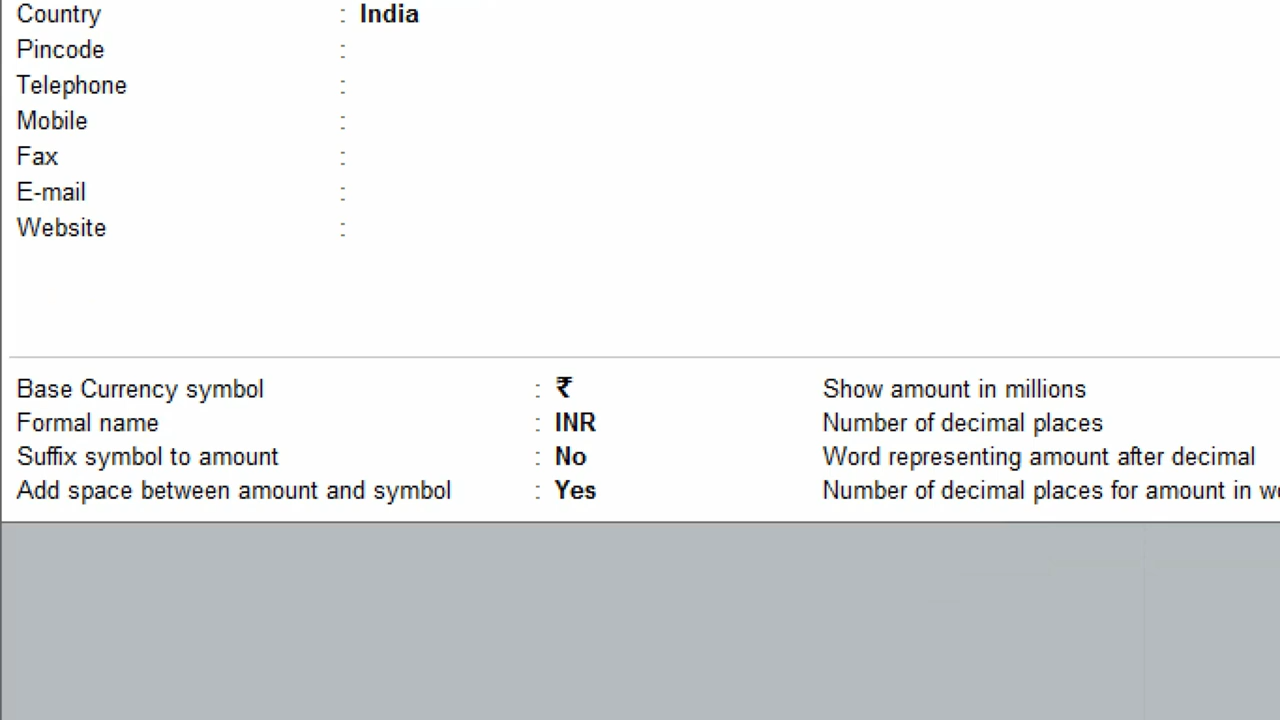 Country : India
Pincode :
Telephone :
Mobile :
Fax :
E-mail :
Website :
Base Currency symbol : ₹ Show amount in millions
Formal name : INR Number of decimal places
Suffix symbol to amount : No Word representing amount after decimal
Add space between amount and symbol : Yes Number of decimal places for amount in